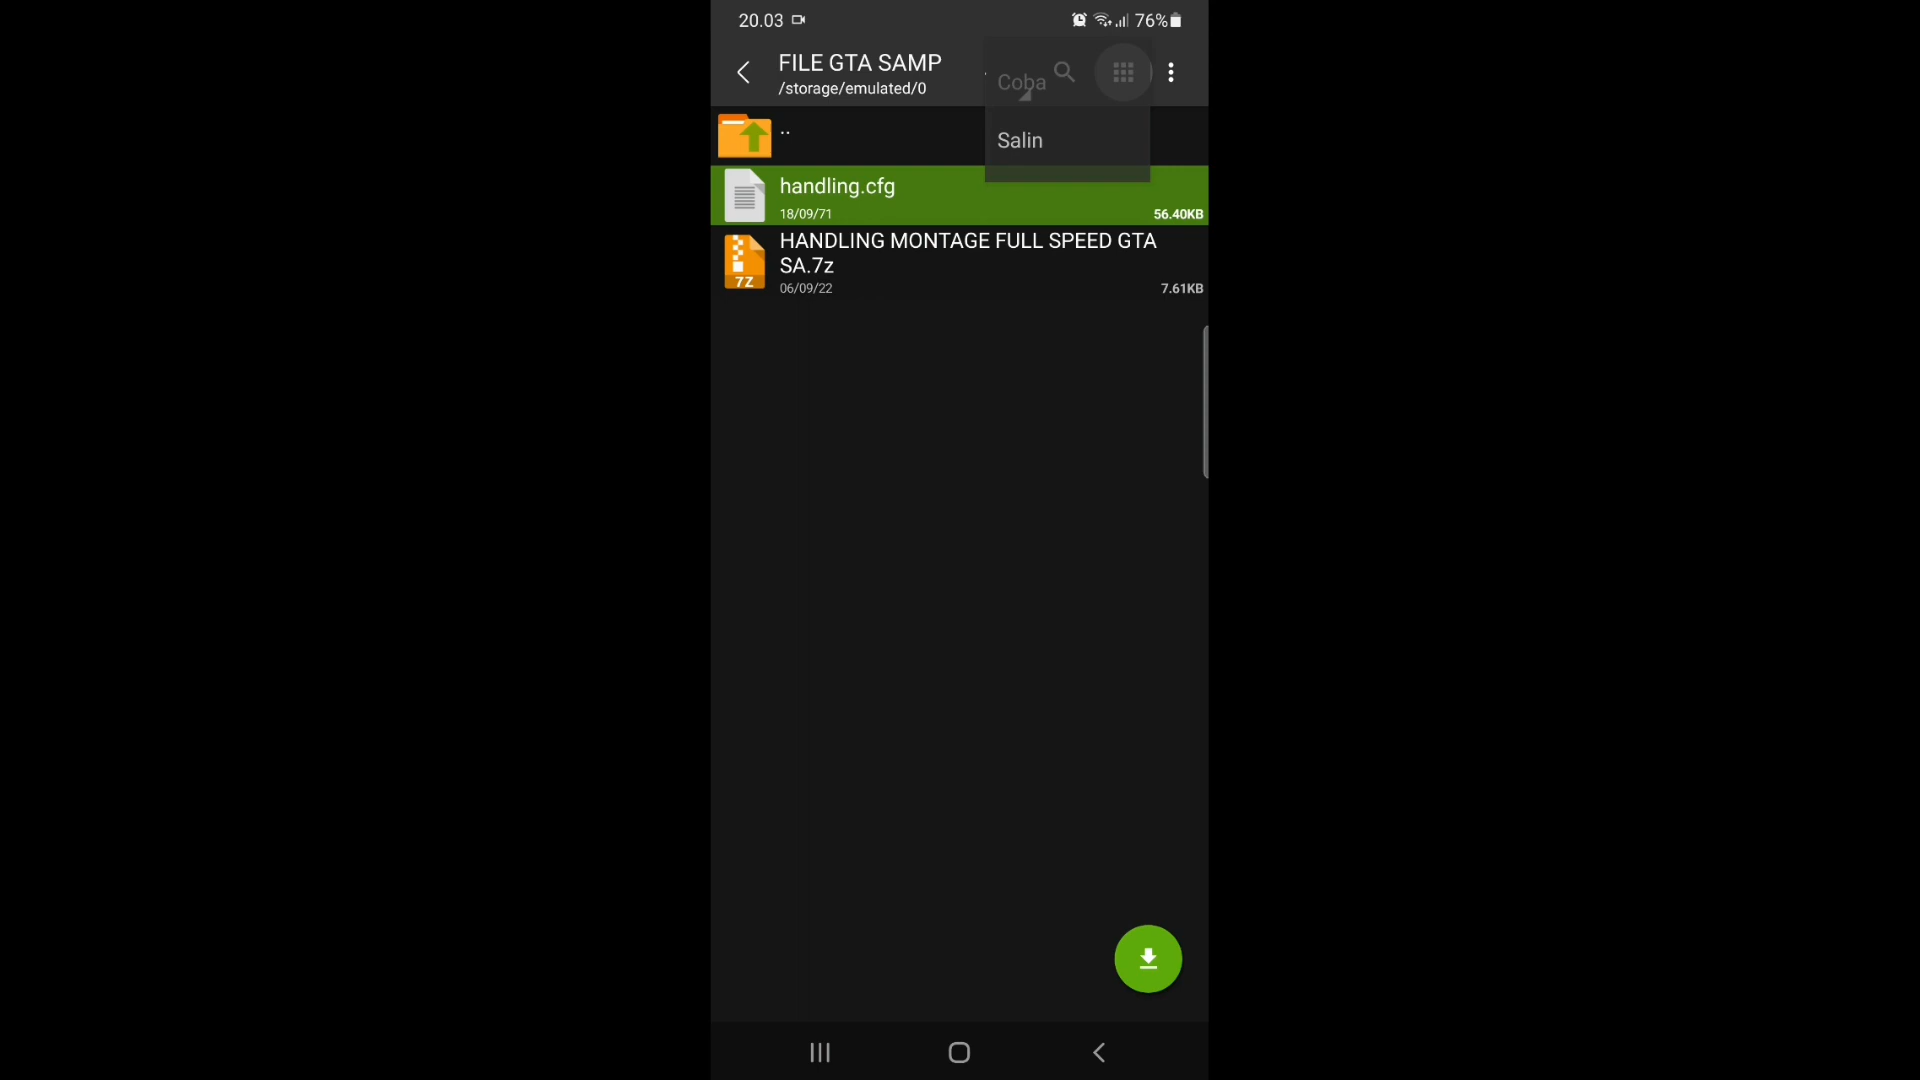 20.03
76%
FILE GTA SAMP
/storage/emulated/0
Coba
Salin
..
handling.cfg
18/09/71
56.40KB
HANDLING MONTAGE FULL SPEED GTA
SA.7z
7Z
06/09/22
7.61KB